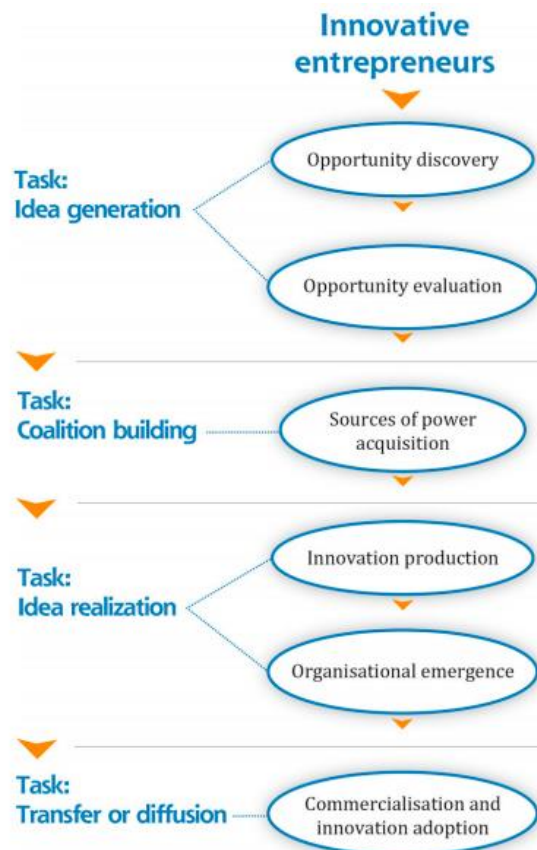 Innovative
entrepreneurs
Opportunity discovery
Task:
Idea generation
Opportunity evaluation
Task:
Coalition building
Sources of power
acquisition
Innovation production
Task:
Idea realization
Organisational emergence
Task:
Transfer or diffusion
Commercialisation and
innovation adoption